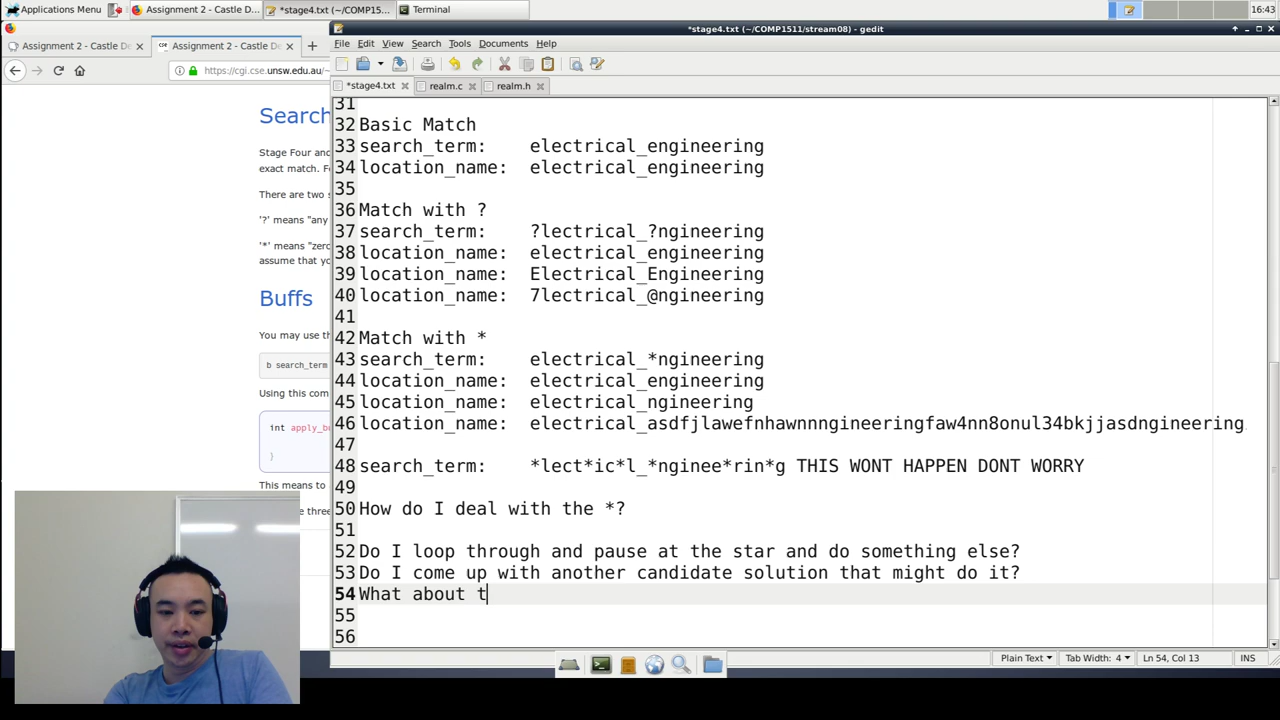 Applications Menu
Assignment 2 - Castle D...
*stage4.txt (~/COMP15...
Terminal
16:43
*stage4.txt (~/COMP1511/stream08) - gedit
Assignment 2 - Castle De
Assignment 2 - Castle De
File Edit View Search Tools Documents Help
https://cgi.cse.unsw.edu.au/~
*stage4.txt
realm.c
realm.h
Search
Stage Four and
exact match. Fo
There are two s
'?' means "any
'*' means "zero
assume that yo
Buffs
You may use th
b search_term
Using this com
int apply_bu
}
This means to
e three
31
32 Basic Match
33 search_term: electrical_engineering
34 location_name: electrical_engineering
35
36 Match with ?
37 search_term: ?lectrical_?ngineering
38 location_name: electrical_engineering
39 location_name: Electrical_Engineering
40 location_name: 7lectrical_@ngineering
41
42 Match with *
43 search_term: electrical_*ngineering
44 location_name: electrical_engineering
45 location_name: electrical_ngineering
46 location_name: electrical_asdfjlawefnhawnnngineeringfaw4nn8onul34bkjjasdngineering
47
48 search_term: *lect*ic*l_*nginee*rin*g THIS WONT HAPPEN DONT WORRY
49
50 How do I deal with the *?
51
52 Do I loop through and pause at the star and do something else?
53 Do I come up with another candidate solution that might do it?
54 What about t
55
56
Plain Text Tab Width: 4 Ln 54, Col 13 INS